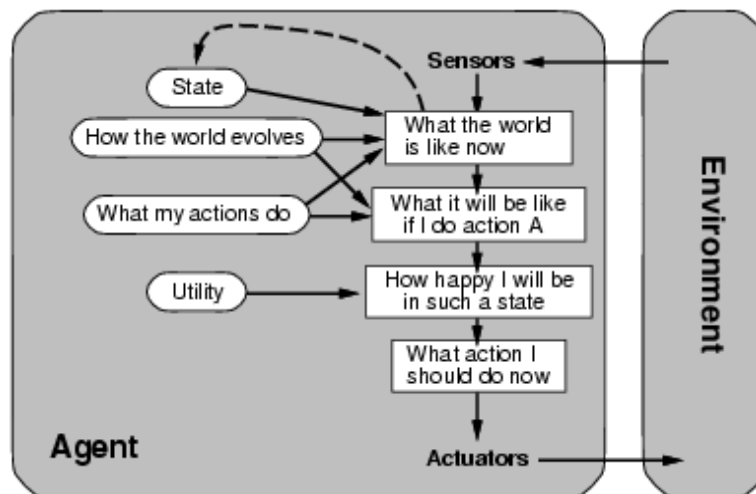 Sensors
State
What the world
is like now
How the world evolves
What my actions do
What it will be like
if I do action A
Utility
How happy I will be
in such a state
What action I
should do now
Agent
Actuators
Environment